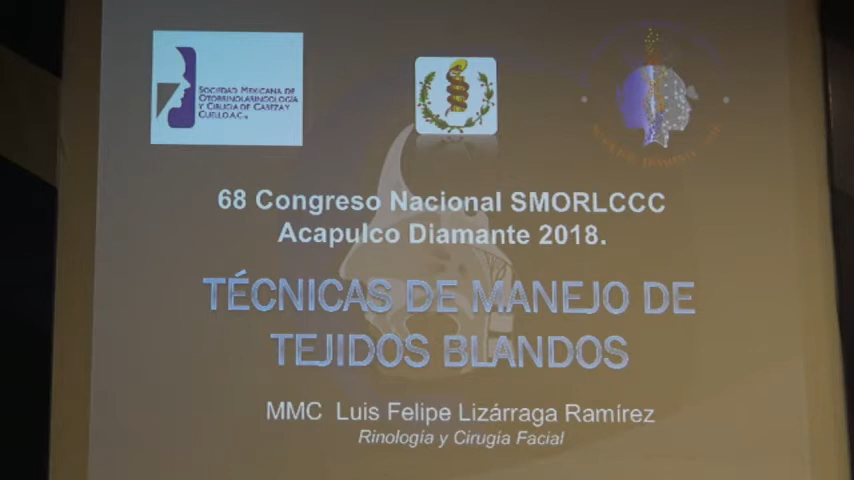 SOCIEDAD MEXICANA DE
OTORRINOLARINGOLOGÍA
Y CIRUGÍA DE CABEZA Y
CUELLO A.C.
68 Congreso Nacional SMORLCCC
Acapulco Diamante 2018.
TÉCNICAS DE MANEJO DE
TEJIDOS BLANDOS
MMC Luis Felipe Lizárraga Ramírez
Rinología y Cirugía Facial